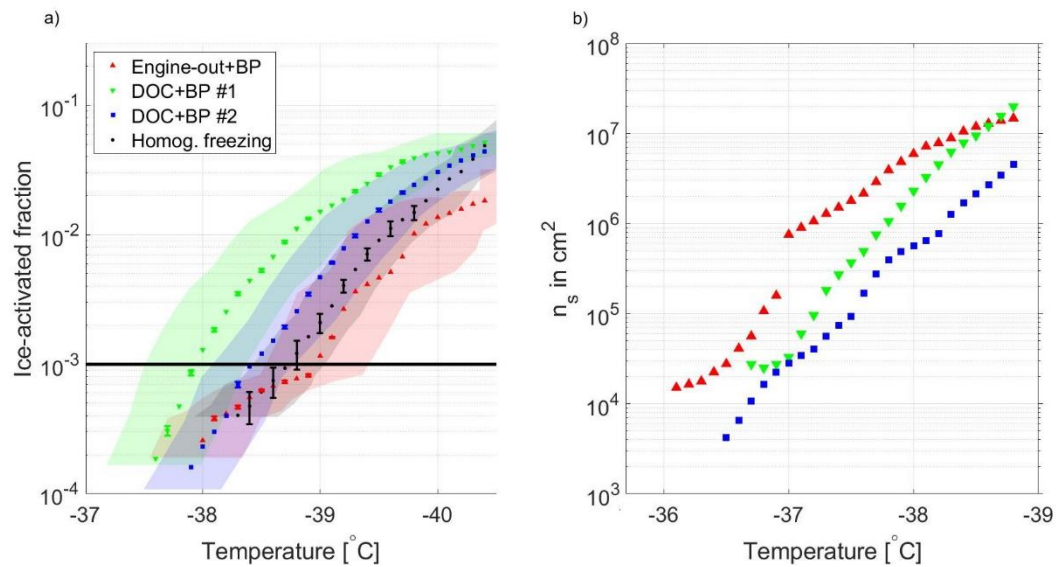 a)
Engine-out+BP
DOC+BP #1
DOC+BP #2
Homog. freezing
Ice-activated fraction
10^-1
10^-2
10^-3
10^-4
-37 -38 -39 -40
Temperature [°C]
b)
n_s in cm^2
10^8
10^7
10^6
10^5
10^4
10^3
-36 -37 -38 -39
Temperature [°C]